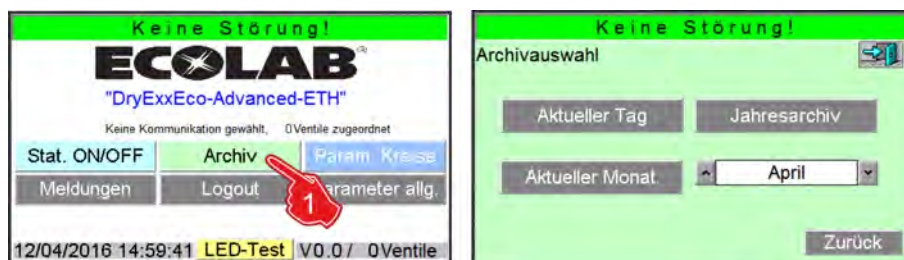 Keine Störung!
ECOLAB®
"DryExxEco-Advanced-ETH"
Keine Kommunikation gewählt, 0Ventile zugeordnet
Stat. ON/OFF Archiv Param. Kreise
Meldungen Logout Parameter allg.
1
12/04/2016 14:59:41 LED-Test V0.0/ 0Ventile
Keine Störung!
Archivauswahl
Aktueller Tag Jahresarchiv
Aktueller Monat April
Zurück